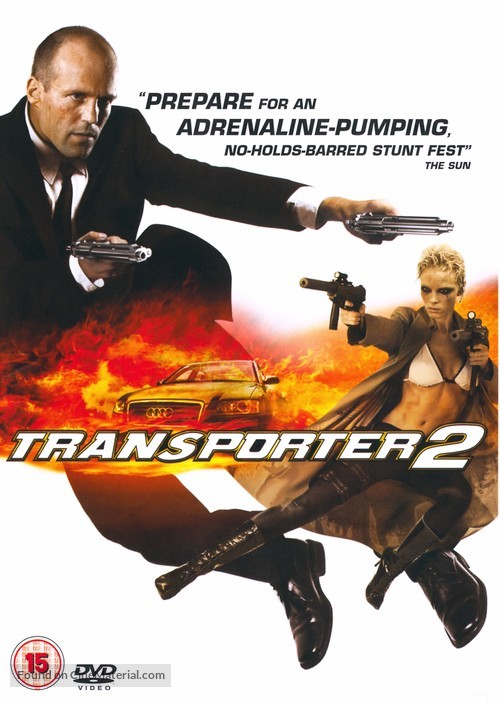 "PREPARE FOR AN
ADRENALINE-PUMPING,
NO-HOLDS-BARRED STUNT FEST"
THE SUN
TRANSPORTER 2
15
DVD
VIDEO
Found on CineMaterial.com